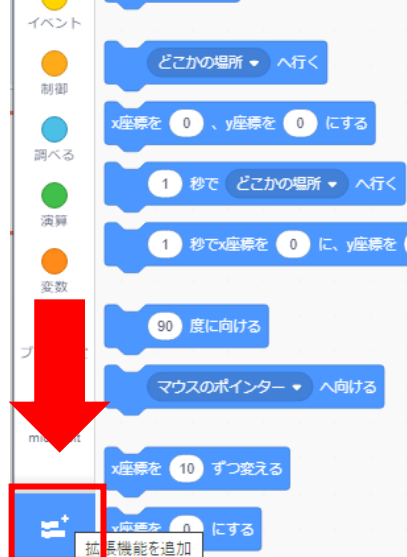 イベント
どこかの場所 へ行く
制御
x座標を 0 、y座標を 0 にする
調べる
1 秒で どこかの場所 へ行く
演算
1 秒でx座標を 0 に、y座標を
変数
90 度に向ける
マウスのポインター へ向ける
x座標を 10 ずつ変える
x座標を 0 にする
拡張機能を追加